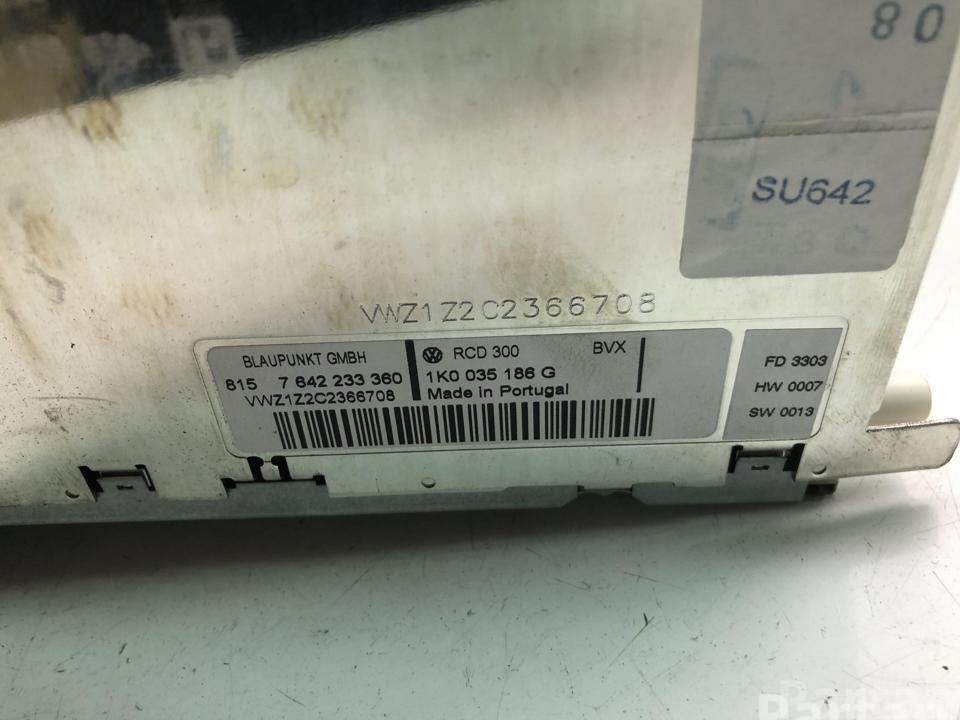 80
SU642
VWZ1Z2C2366708
BLAUPUNKT GMBH
815 7 642 233 360
VWZ1Z2C2366708
RCD 300 BVX
1K0 035 186 G
Made in Portugal
FD 3303
HW 0007
SW 0013